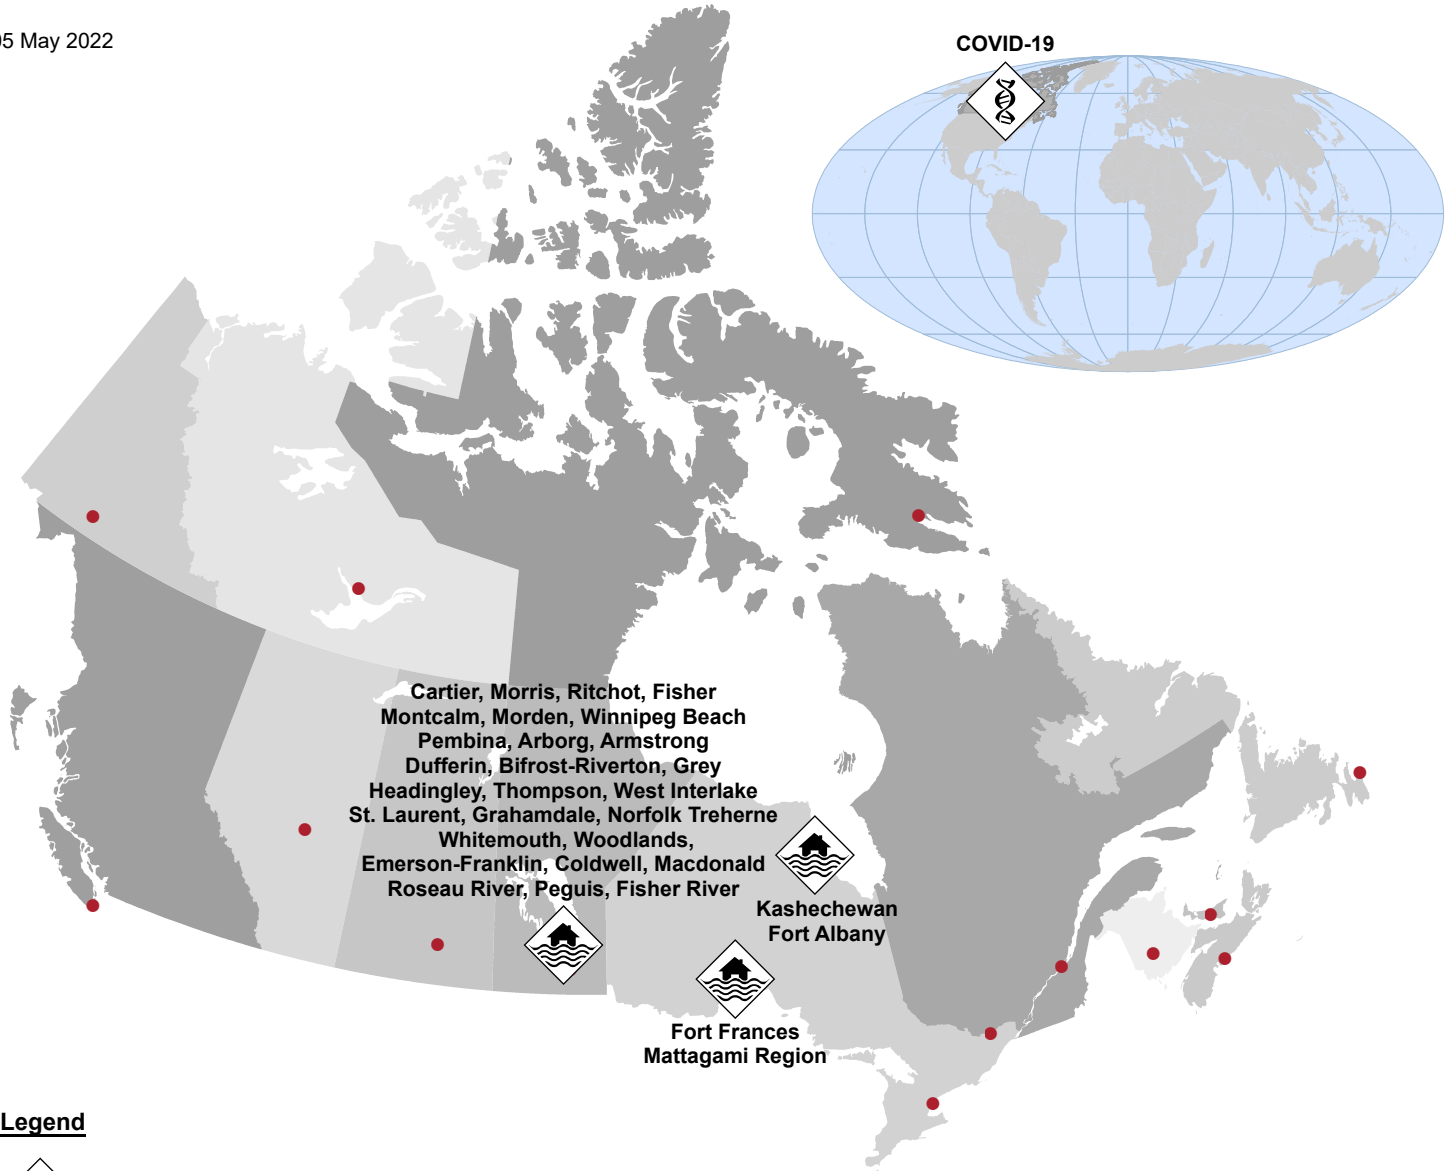 05 May 2022
COVID-19
Cartier, Morris, Ritchot, Fisher
Montcalm, Morden, Winnipeg Beach
Pembina, Arborg, Armstrong
Dufferin, Bifrost-Riverton, Grey
Headingley, Thompson, West Interlake
St. Laurent, Grahamdale, Norfolk Treherne
Whitemouth, Woodlands,
Emerson-Franklin, Coldwell, Macdonald
Roseau River, Peguis, Fisher River
Kashechewan
Fort Albany
Fort Frances
Mattagami Region
Legend